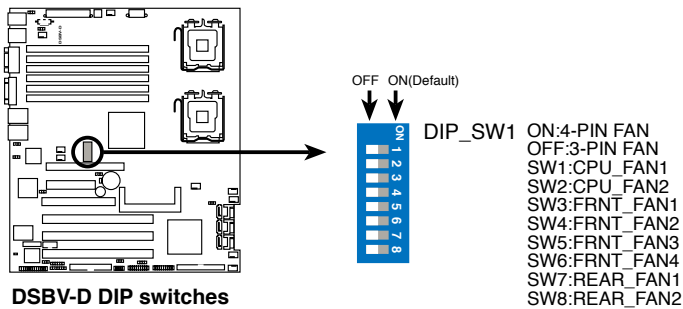 DSBV-D
OFF ON(Default)
DIP_SW1
ON
1
2
3
4
5
6
7
8
ON:4-PIN FAN
OFF:3-PIN FAN
SW1:CPU_FAN1
SW2:CPU_FAN2
SW3:FRNT_FAN1
SW4:FRNT_FAN2
SW5:FRNT_FAN3
SW6:FRNT_FAN4
SW7:REAR_FAN1
SW8:REAR_FAN2
DSBV-D DIP switches